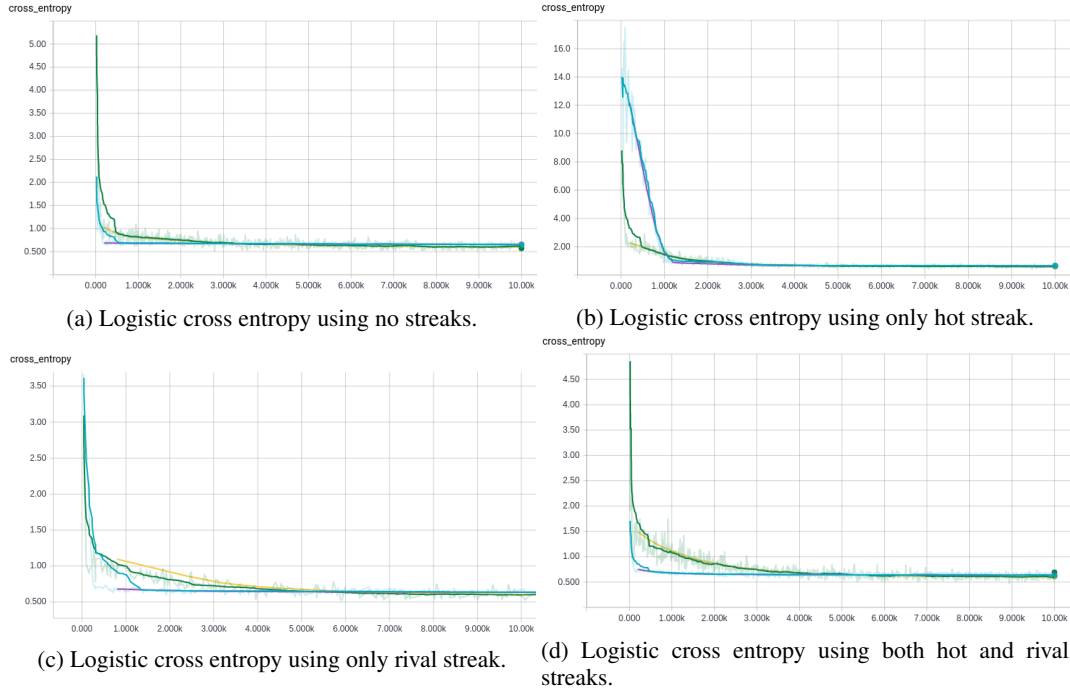 cross_entropy
5.00
4.50
4.00
3.50
3.00
2.50
2.00
1.50
1.00
0.500
0.000 1.000k 2.000k 3.000k 4.000k 5.000k 6.000k 7.000k 8.000k 9.000k 10.00k
(a) Logistic cross entropy using no streaks.
cross_entropy
16.0
14.0
12.0
10.0
8.00
6.00
4.00
2.00
0.000 1.000k 2.000k 3.000k 4.000k 5.000k 6.000k 7.000k 8.000k 9.000k 10.00k
(b) Logistic cross entropy using only hot streak.
cross_entropy
3.50
3.00
2.50
2.00
1.50
1.00
0.500
0.000 1.000k 2.000k 3.000k 4.000k 5.000k 6.000k 7.000k 8.000k 9.000k 10.00k
(c) Logistic cross entropy using only rival streak.
cross_entropy
4.50
4.00
3.50
3.00
2.50
2.00
1.50
1.00
0.500
0.000 1.000k 2.000k 3.000k 4.000k 5.000k 6.000k 7.000k 8.000k 9.000k 10.00k
(d) Logistic cross entropy using both hot and rival
streaks.